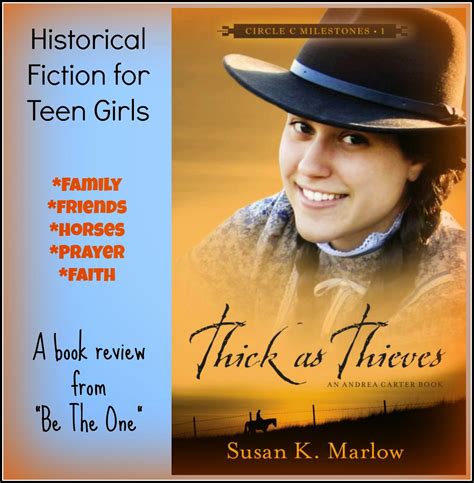 Historical
Fiction for
Teen Girls
*Family
*Friends
*Horses
*Prayer
*Faith
A book review
from
"Be The One"
CIRCLE C MILESTONES • 1
Thick as Thieves
AN ANDREA CARTER BOOK
Susan K. Marlow